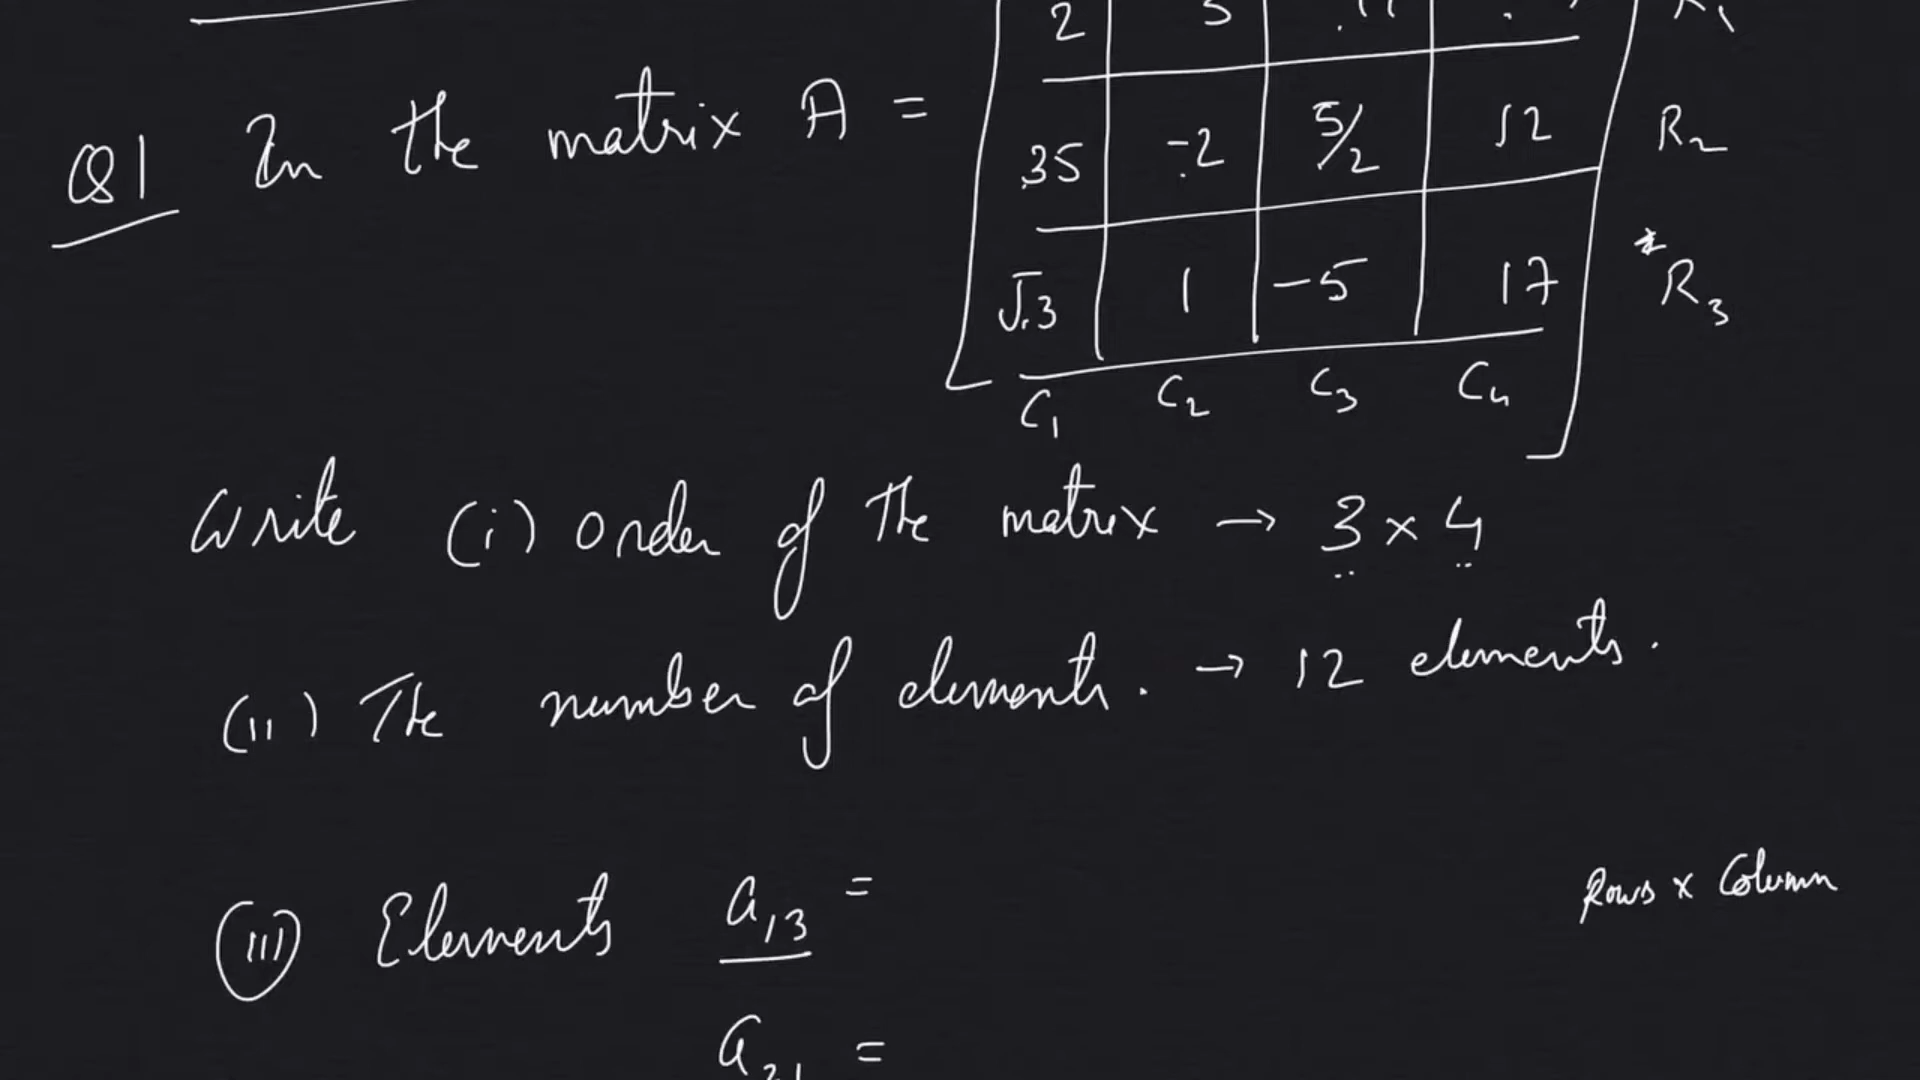 2 5
Q1 In the matrix A = 35 -2 5/2 12 R2
√3 1 -5 17 *R3
C1 C2 C3 C4
Write (i) order of the matrix → 3 × 4
(ii) The number of elements. → 12 elements.
Rows × Column
(iii) Elements a13 =
a21 =